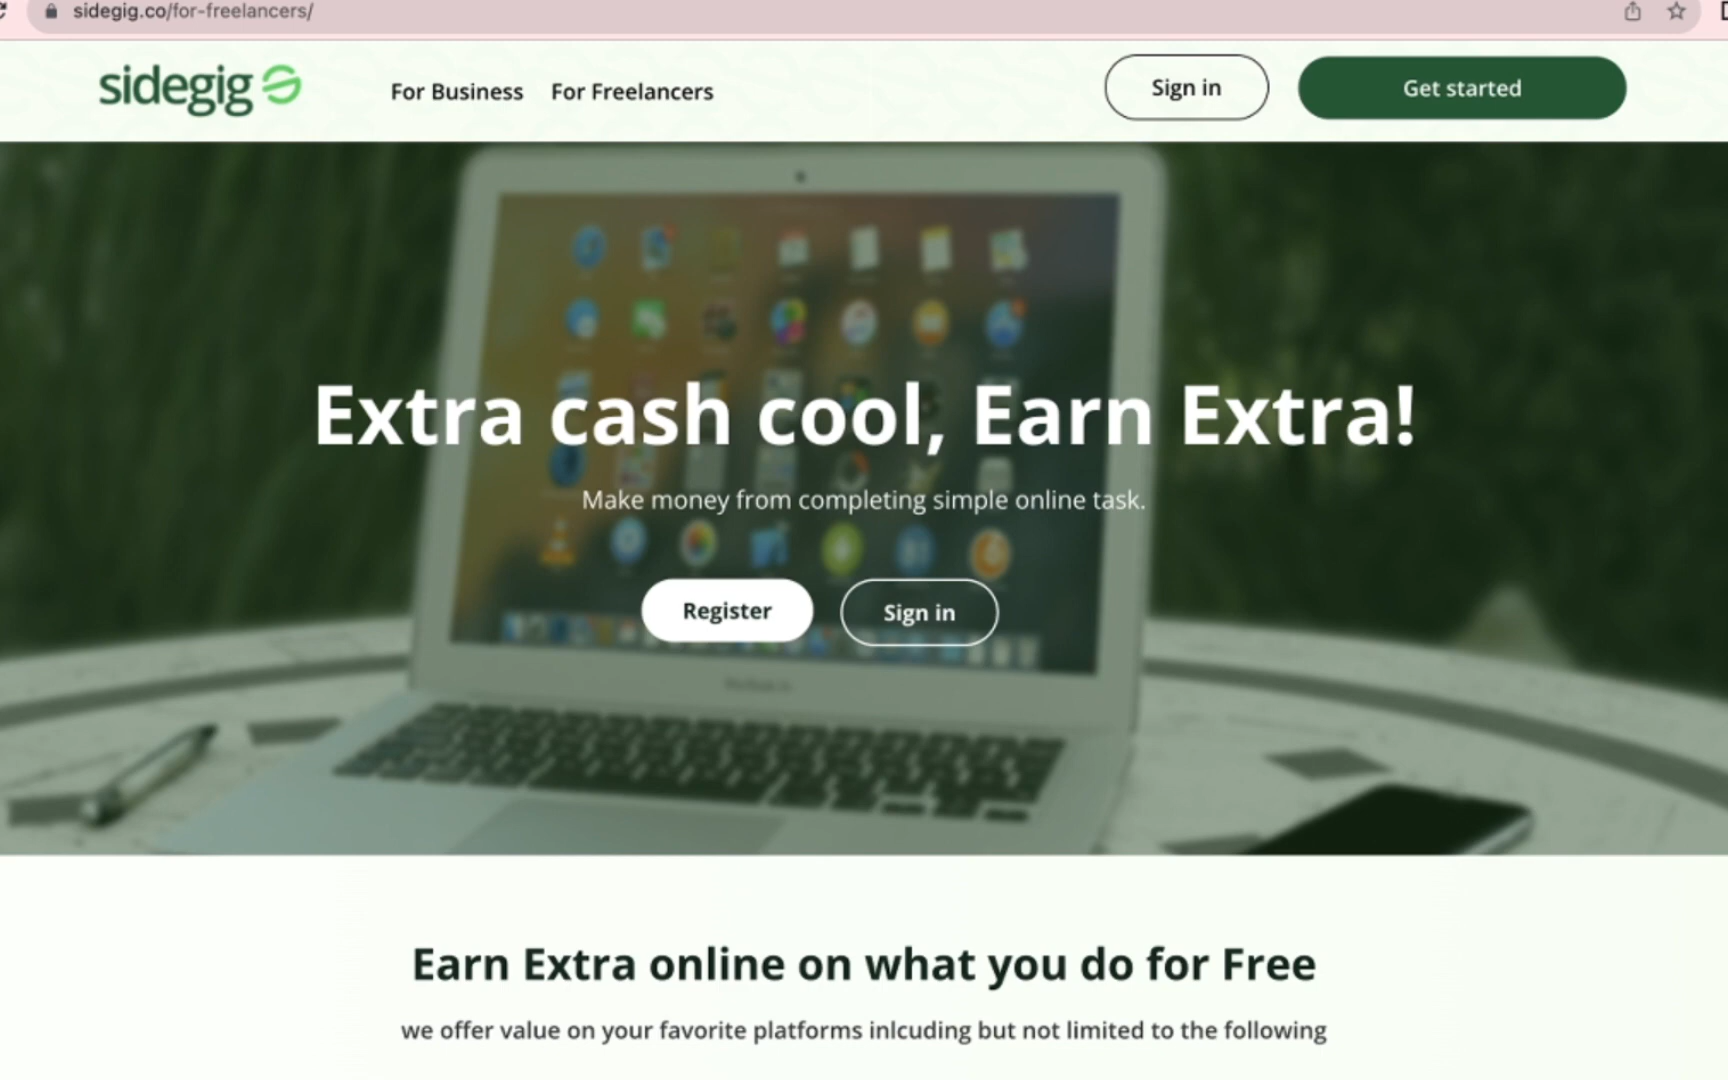 sidegig.co/for-freelancers/
sidegig
For Business
For Freelancers
Sign in
Get started
Extra cash cool, Earn Extra!
Make money from completing simple online task.
Register
Sign in
Earn Extra online on what you do for Free
we offer value on your favorite platforms inlcuding but not limited to the following